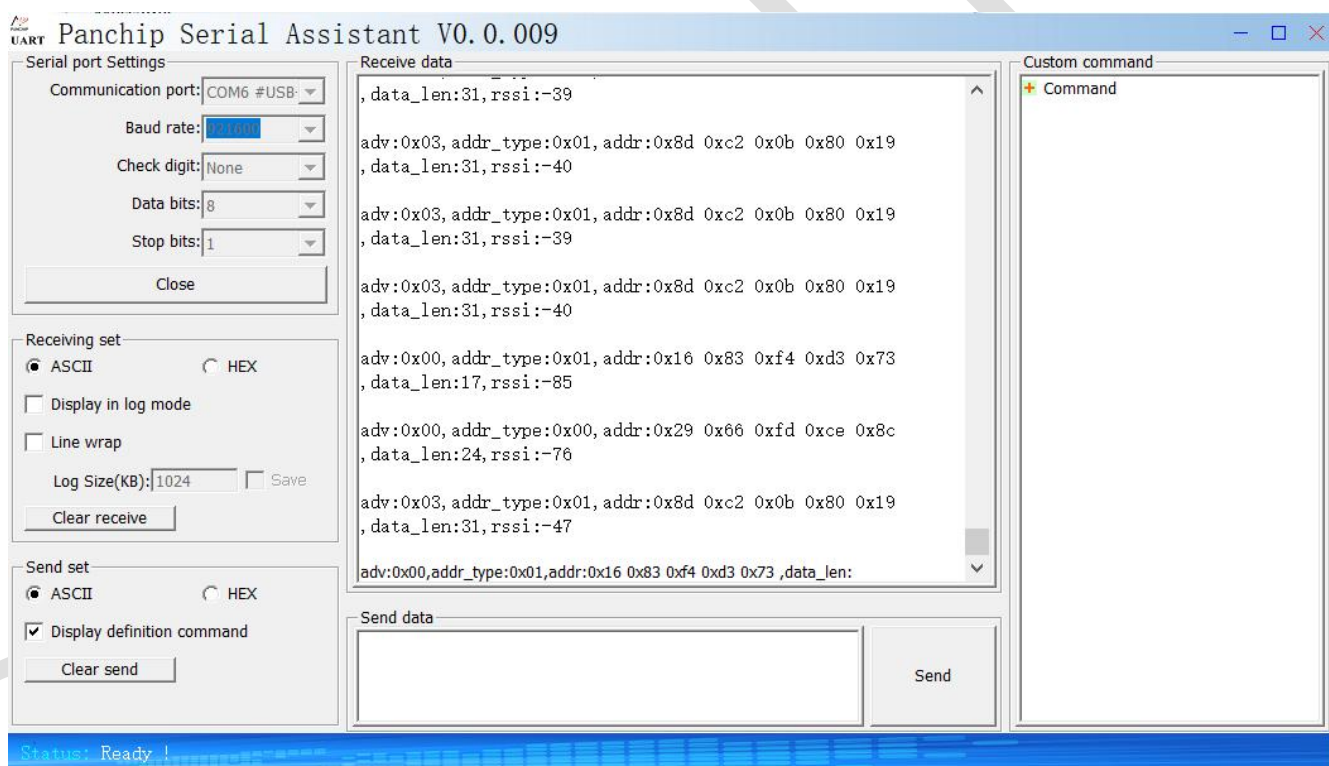 UART Panchip Serial Assistant V0.0.009
Serial port Settings
Communication port: COM6 #USB-
Baud rate: 921600
Check digit: None
Data bits: 8
Stop bits: 1
Close
Receiving set
ASCII HEX
Display in log mode
Line wrap
Log Size(KB): 1024 Save
Clear receive
Send set
ASCII HEX
Display definition command
Clear send
Receive data
,data_len:31,rssi:-39
adv:0x03,addr_type:0x01,addr:0x8d 0xc2 0x0b 0x80 0x19
,data_len:31,rssi:-40
adv:0x03,addr_type:0x01,addr:0x8d 0xc2 0x0b 0x80 0x19
,data_len:31,rssi:-39
adv:0x03,addr_type:0x01,addr:0x8d 0xc2 0x0b 0x80 0x19
,data_len:31,rssi:-40
adv:0x00,addr_type:0x01,addr:0x16 0x83 0xf4 0xd3 0x73
,data_len:17,rssi:-85
adv:0x00,addr_type:0x00,addr:0x29 0x66 0xfd 0xce 0x8c
,data_len:24,rssi:-76
adv:0x03,addr_type:0x01,addr:0x8d 0xc2 0x0b 0x80 0x19
,data_len:31,rssi:-47
adv:0x00,addr_type:0x01,addr:0x16 0x83 0xf4 0xd3 0x73 ,data_len:
Send data
Send
Custom command
Command
Status: Ready !